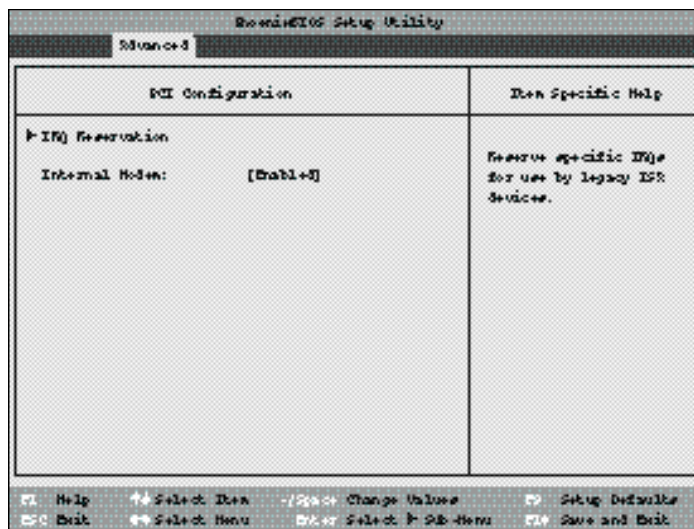 PhoenixBIOS Setup Utility
Advanced
PCI Configuration
Item Specific Help
IRQ Reservation
Internal Modem: [Enabled]
Reserve specific IRQs
for use by legacy ISA
devices.
F1 Help ↑↓ Select Item -/Space Change Values F9 Setup Defaults
ESC Exit ←→ Select Menu Enter Select ▶ Sub-Menu F10 Save and Exit